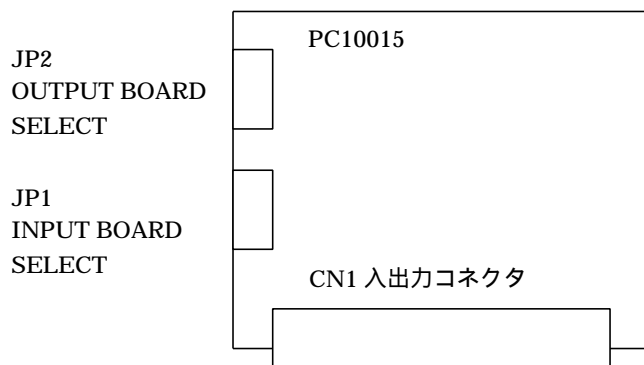 PC10015
JP2
OUTPUT BOARD
SELECT
JP1
INPUT BOARD
SELECT
CN1 入出力コネクタ